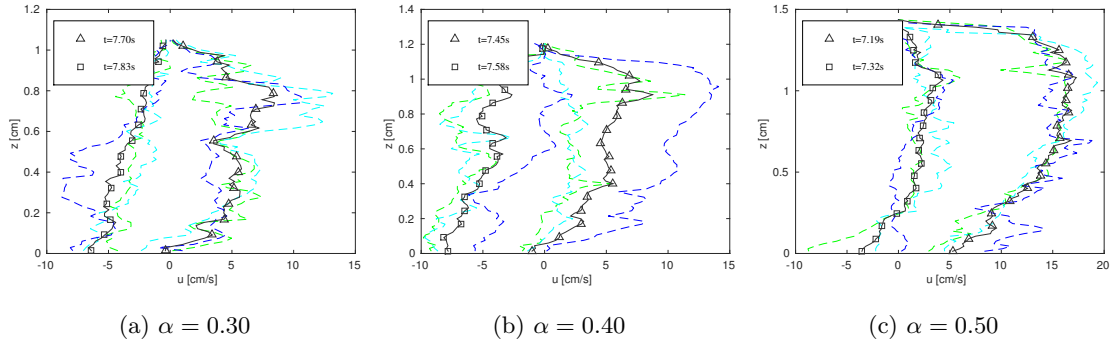 1.2
1
0.8
0.6
0.4
0.2
0
z [cm]
t=7.70s
t=7.83s
-10 -5 0 5 10 15
u [cm/s]
(a) α = 0.30
1.4
1.2
1
0.8
0.6
0.4
0.2
0
z [cm]
t=7.45s
t=7.58s
-10 -5 0 5 10 15
u [cm/s]
(b) α = 0.40
1.5
1
0.5
0
z [cm]
t=7.19s
t=7.32s
-10 -5 0 5 10 15 20
u [cm/s]
(c) α = 0.50